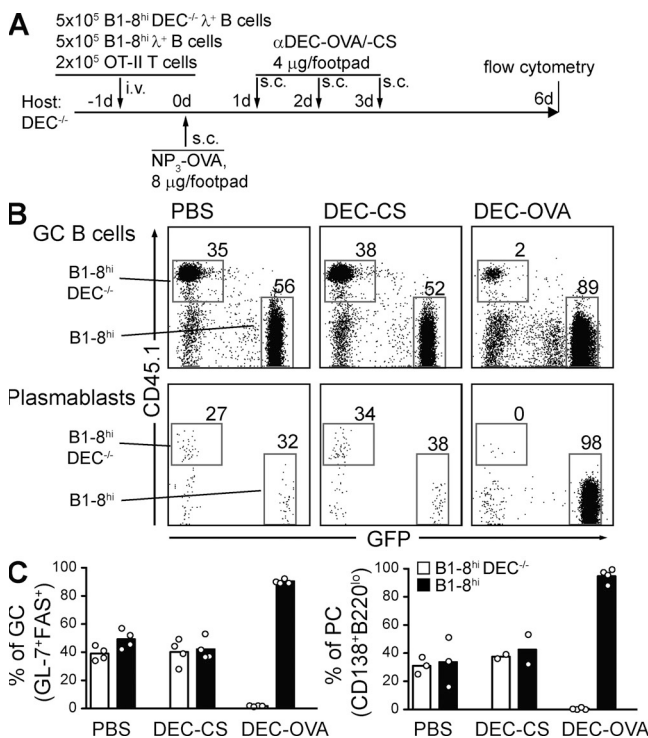 A
5x10⁵ B1-8ʰⁱ DEC⁻/⁻ λ⁺ B cells
5x10⁵ B1-8ʰⁱ λ⁺ B cells
2x10⁵ OT-II T cells
αDEC-OVA/-CS
4 μg/footpad
flow cytometry
i.v.
s.c. s.c. s.c.
Host: -1d 0d 1d 2d 3d 6d
DEC⁻/⁻
s.c.
NP₃-OVA,
8 μg/footpad
B PBS DEC-CS DEC-OVA
GC B cells
35 38 2
B1-8ʰⁱ
DEC⁻/⁻
56 52 89
B1-8ʰⁱ
CD45.1
Plasmablasts
27 34 0
B1-8ʰⁱ
DEC⁻/⁻
32 38 98
B1-8ʰⁱ
GFP
C
% of GC
(GL-7⁺FAS⁺)
100
80
60
40
20
0
PBS DEC-CS DEC-OVA
% of PC
(CD138⁺B220ˡᵒ)
100
80
60
40
20
0
B1-8ʰⁱ DEC⁻/⁻
B1-8ʰⁱ
PBS DEC-CS DEC-OVA